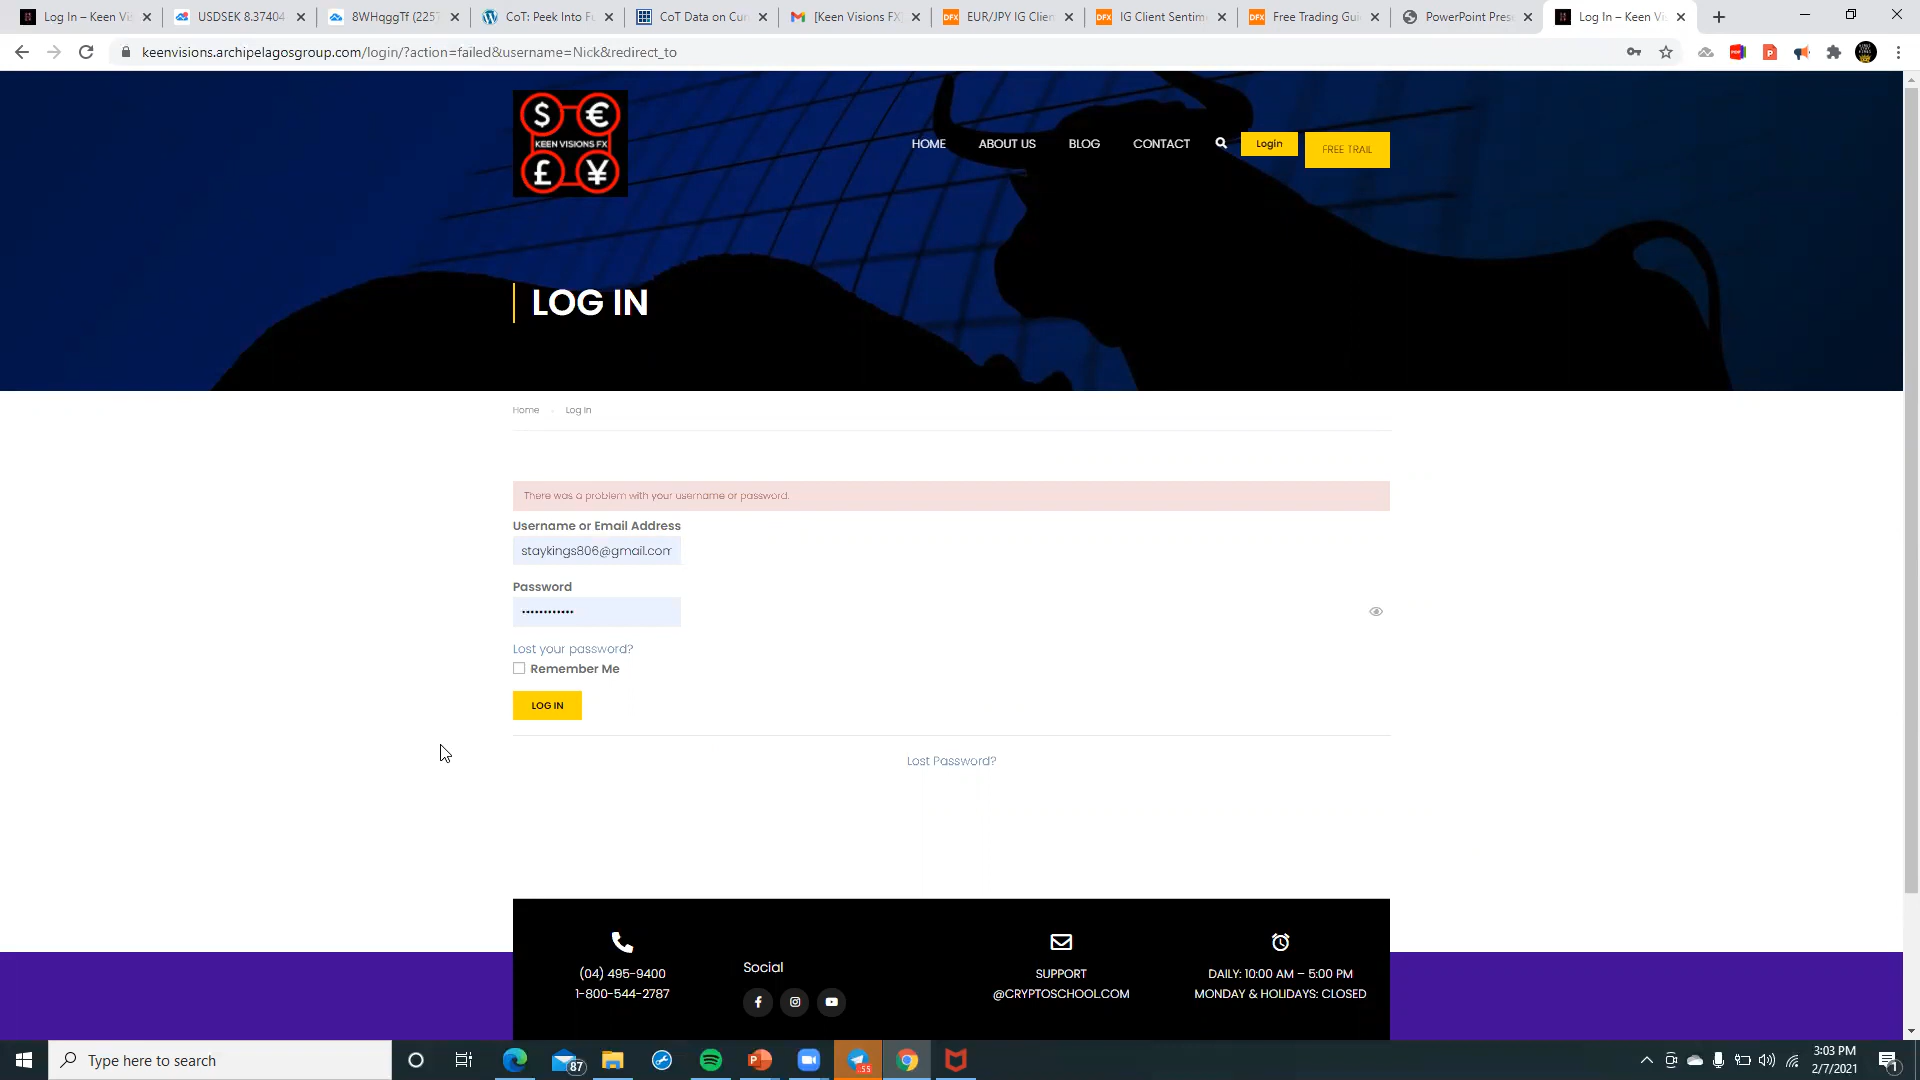 Log In – Keen Vi
USDSEK 8.37404
8WHqggTf (225
CoT: Peek Into Fu
CoT Data on Cur
[Keen Visions FX]
EUR/JPY IG Clien
IG Client Sentim
Free Trading Gui
PowerPoint Pres
Log In – Keen Vi
keenvisions.archipelagosgroup.com/login/?action=failed&username=Nick&redirect_to
$ €
KEEN VISIONS FX
£ ¥
HOME ABOUT US BLOG CONTACT Login FREE TRAIL
LOG IN
Home Log In
There was a problem with your username or password.
Username or Email Address
staykings806@gmail.com
Password
••••••••••••
Lost your password?
Remember Me
LOG IN
Lost Password?
(04) 495-9400
1-800-544-2787
Social
SUPPORT
@CRYPTOSCHOOL.COM
DAILY: 10:00 AM – 5:00 PM
MONDAY & HOLIDAYS: CLOSED
Type here to search
87
55
3:03 PM
2/7/2021
1